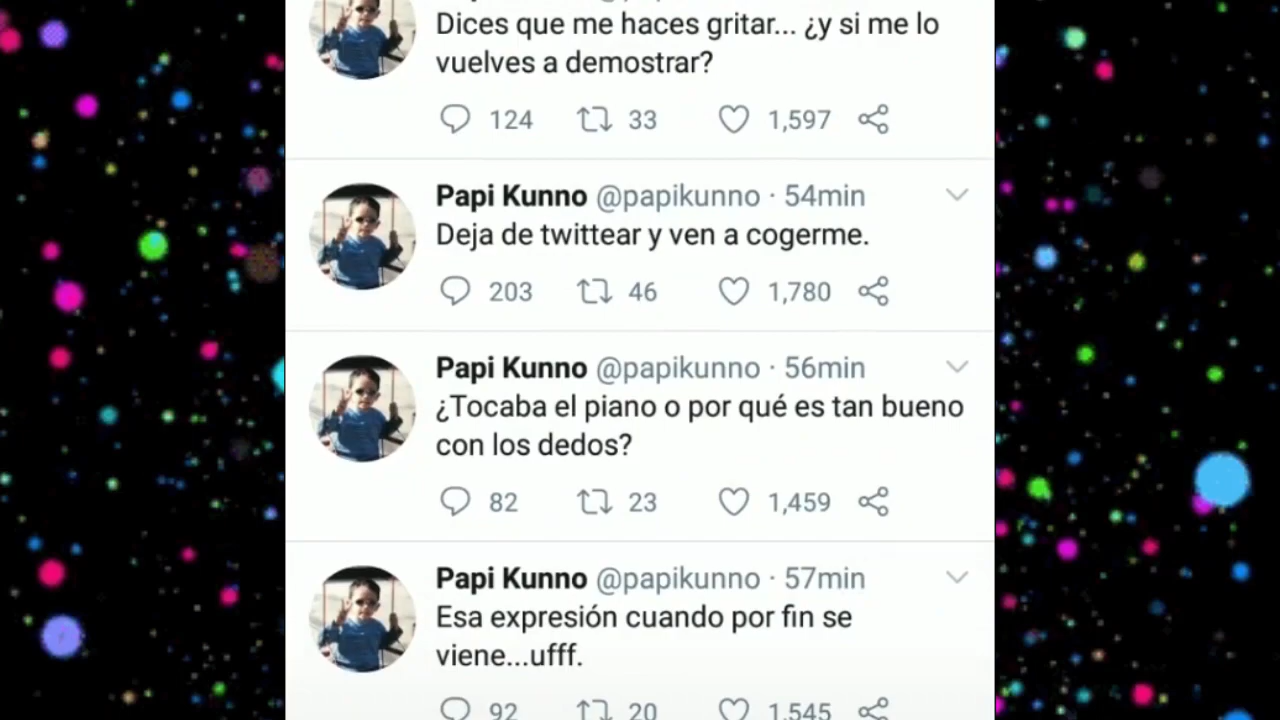 Dices que me haces gritar... ¿y si me lo
vuelves a demostrar?
124 33 1,597
Papi Kunno @papikunno · 54min
Deja de twittear y ven a cogerme.
203 46 1,780
Papi Kunno @papikunno · 56min
¿Tocaba el piano o por qué es tan bueno
con los dedos?
82 23 1,459
Papi Kunno @papikunno · 57min
Esa expresión cuando por fin se
viene...ufff.
92 20 1,545